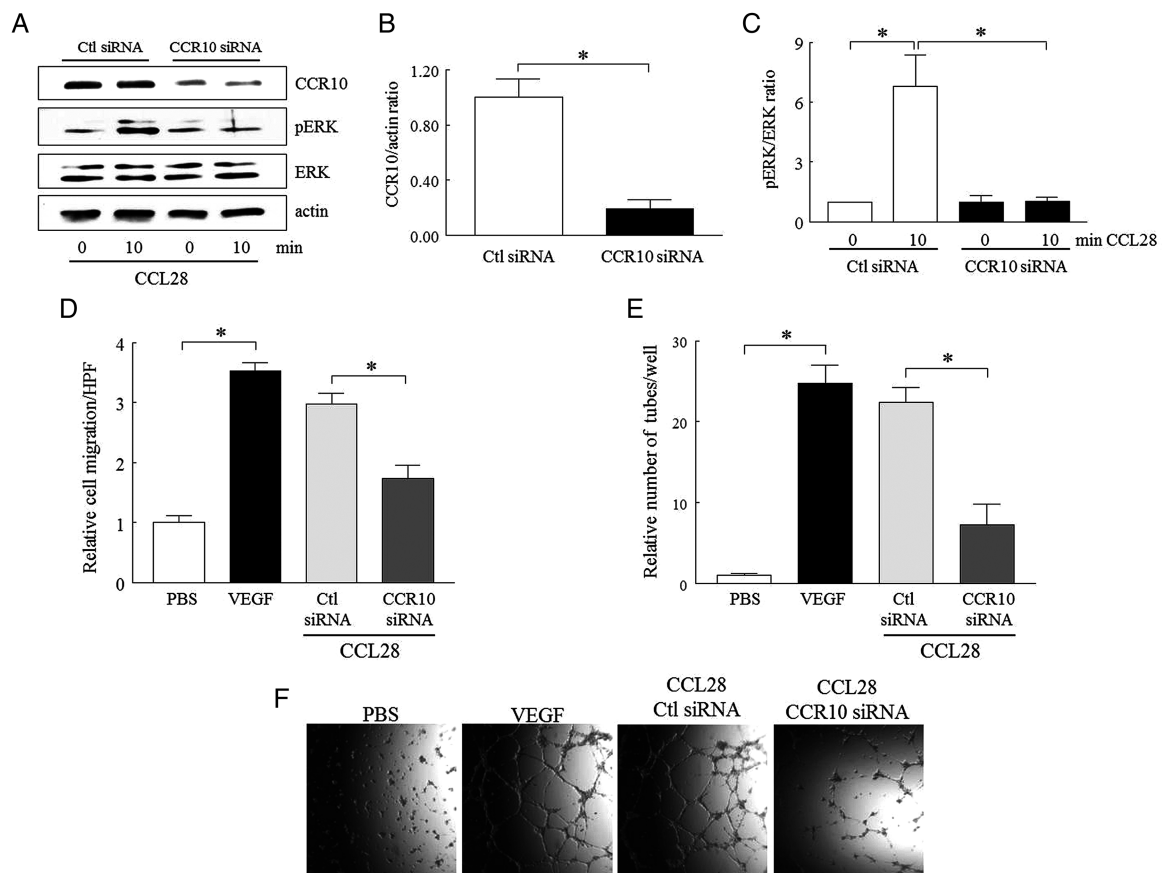 A
Ctl siRNA CCR10 siRNA
CCR10
pERK
ERK
actin
0 10 0 10 min
CCL28
B
*
CCR10/actin ratio
1.20
0.80
0.40
0.00
Ctl siRNA CCR10 siRNA
C
* *
pERK/ERK ratio
9
6
3
0
0 10 0 10 min CCL28
Ctl siRNA CCR10 siRNA
D
* *
Relative cell migration/HPF
4
3
2
1
0
PBS VEGF Ctl siRNA CCR10 siRNA
CCL28
E
* *
Relative number of tubes/well
30
20
10
0
PBS VEGF Ctl siRNA CCR10 siRNA
CCL28
F
PBS
VEGF
CCL28
Ctl siRNA
CCL28
CCR10 siRNA